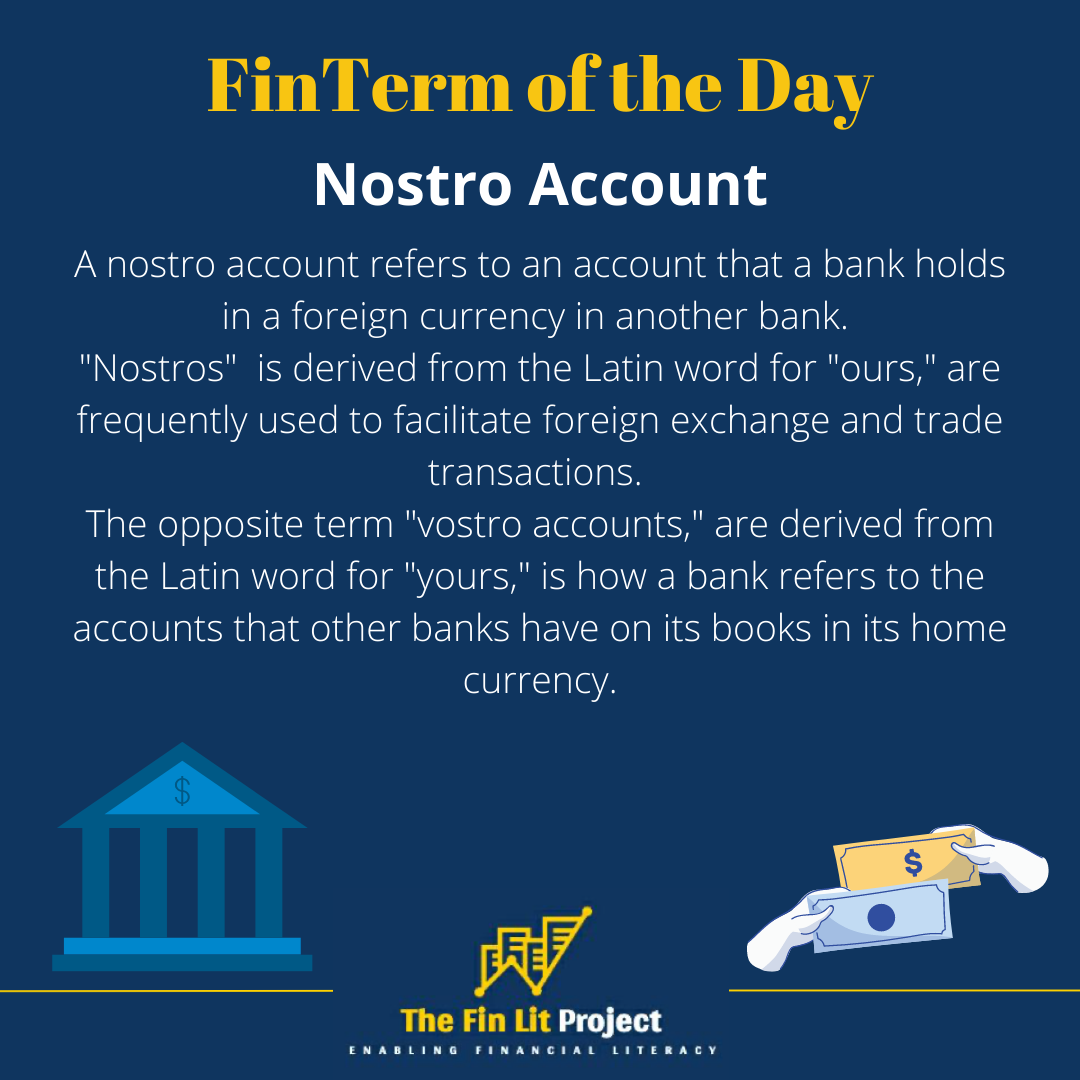 FinTerm of the Day
Nostro Account
A nostro account refers to an account that a bank holds
in a foreign currency in another bank.
"Nostros"  is derived from the Latin word for "ours," are
frequently used to facilitate foreign exchange and trade
transactions.
The opposite term "vostro accounts," are derived from
the Latin word for "yours," is how a bank refers to the
accounts that other banks have on its books in its home
currency.
$
$
The Fin Lit Project
ENABLING FINANCIAL LITERACY